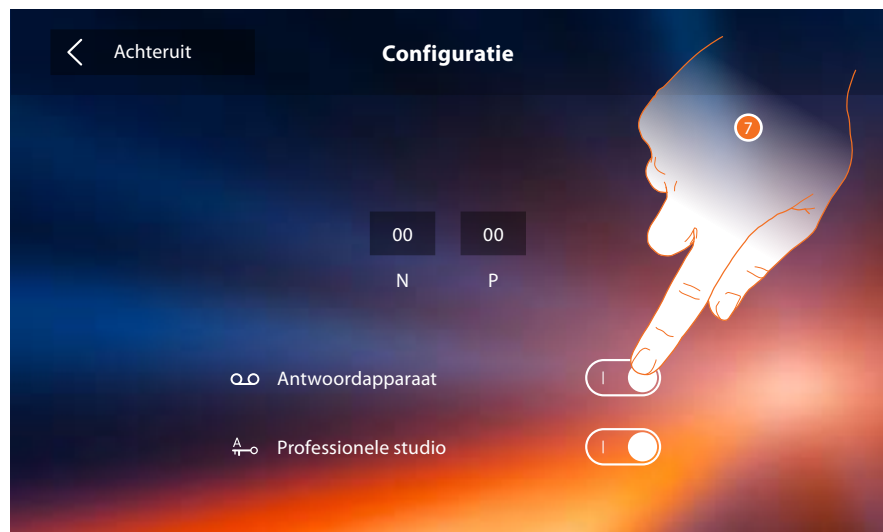 Achteruit
Configuratie
7
00 00
N P
Antwoordapparaat
A Professionele studio